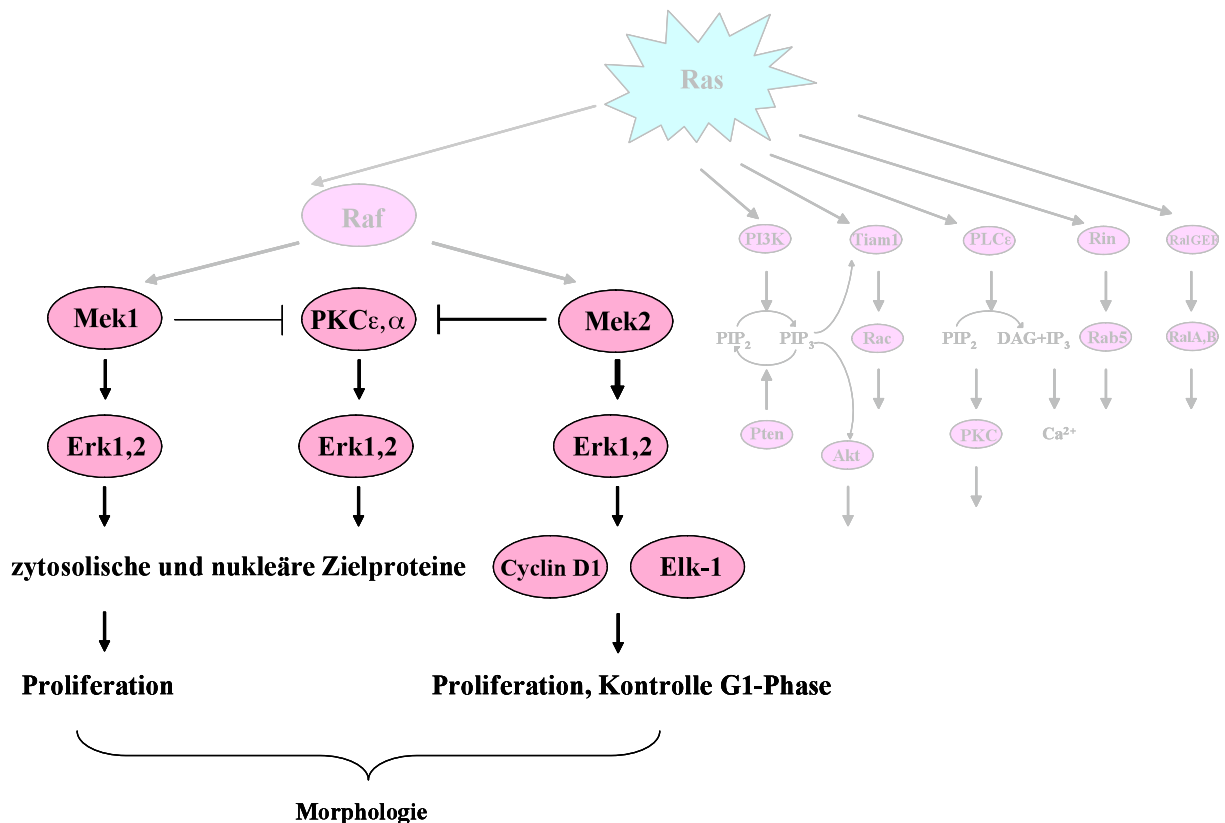 Ras
Raf
PI3K Tiam1 PLCε Rin RalGEF
Mek1 PKCε,α Mek2
PIP2 PIP3 Rac PIP2 DAG+IP3 Rab5 RalA,B
Erk1,2 Erk1,2 Erk1,2 Pten Akt PKC Ca2+
zytosolische und nukleäre Zielproteine Cyclin D1 Elk-1
Proliferation Proliferation, Kontrolle G1-Phase
Morphologie